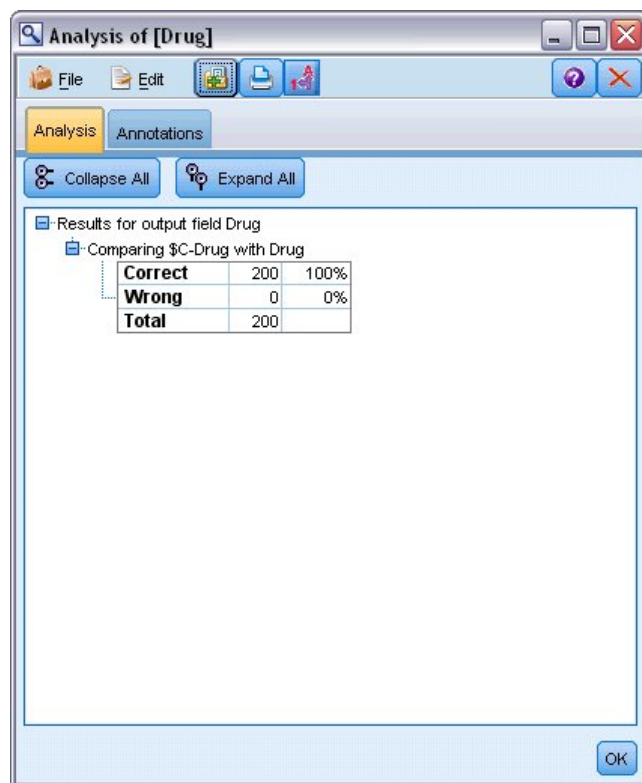 Analysis of [Drug]
File Edit
Analysis Annotations
Collapse All Expand All
Results for output field Drug
Comparing $C-Drug with Drug
Correct 200 100%
Wrong 0 0%
Total 200
OK